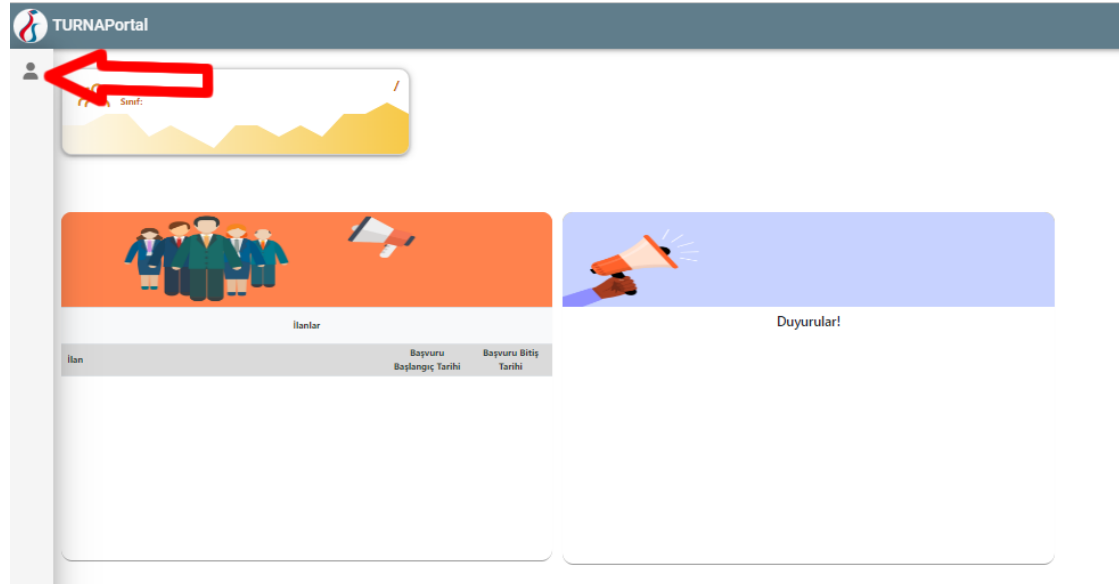 TURNAPortal
/
Sınıf:
İlanlar
İlan
Başvuru
Başlangıç Tarihi
Başvuru Bitiş
Tarihi
Duyurular!